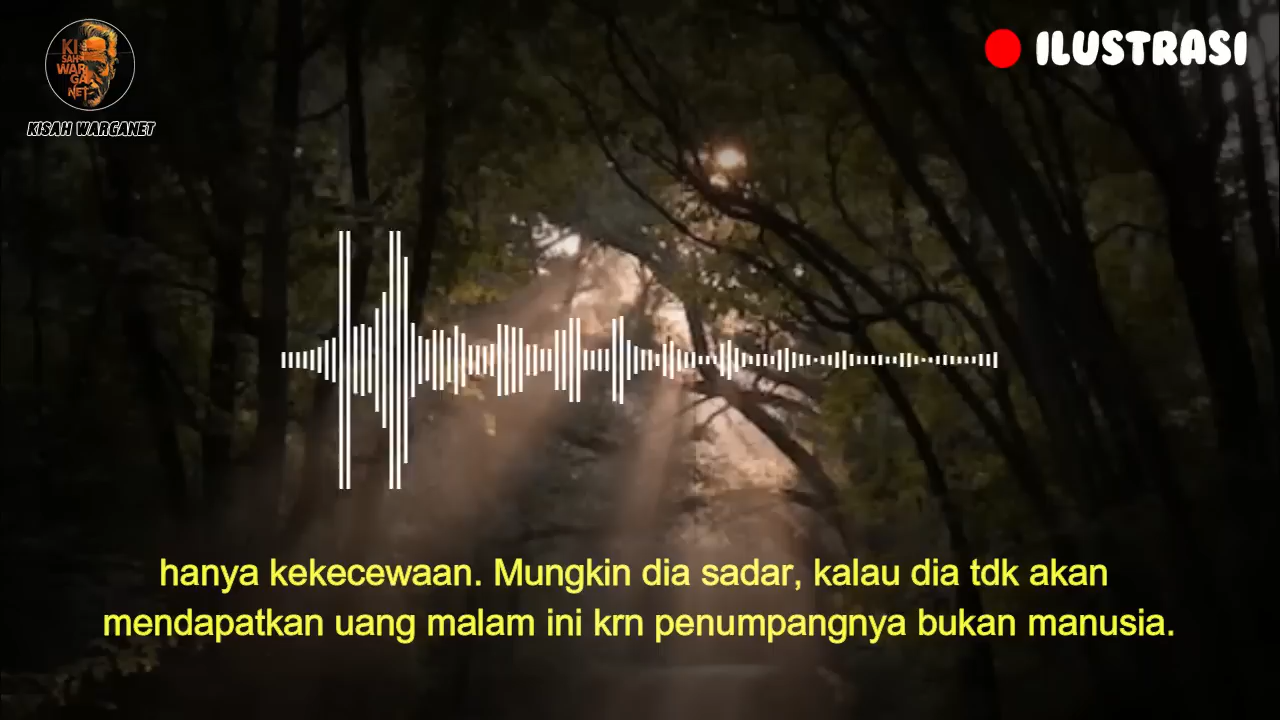 KI
SAH
WAR
GA
NET
KISAH WARGANET
ILUSTRASI
hanya kekecewaan. Mungkin dia sadar, kalau dia tdk akan
mendapatkan uang malam ini krn penumpangnya bukan manusia.